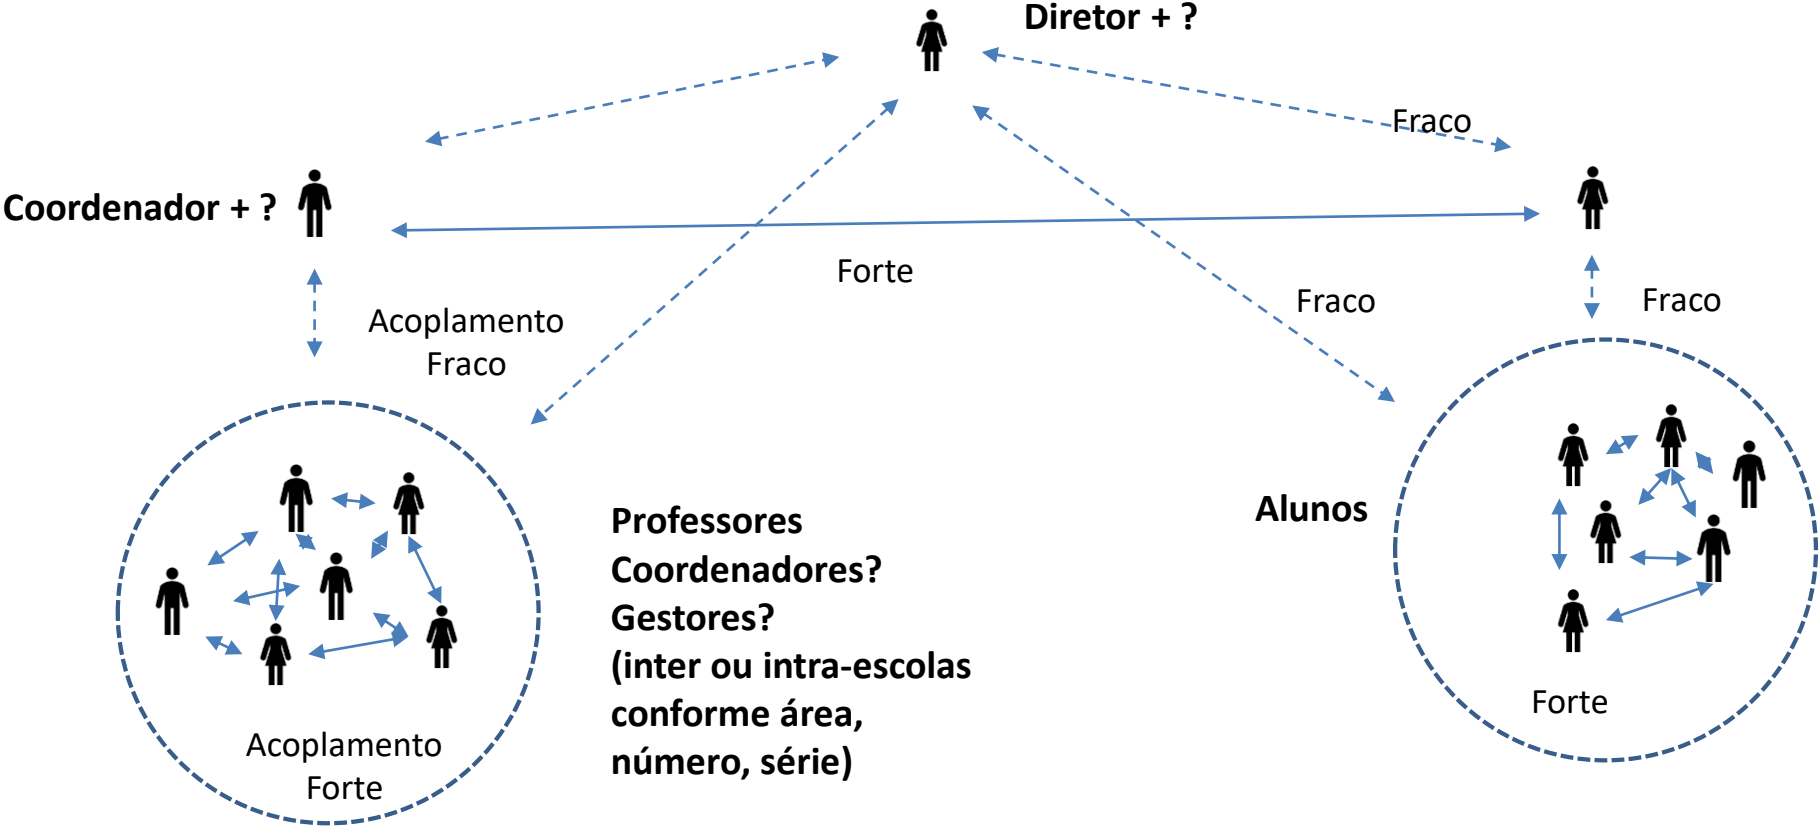 Diretor + ?
Fraco
Coordenador + ?
Forte
Acoplamento
Fraco
Fraco
Fraco
Professores
Coordenadores?
Gestores?
(inter ou intra-escolas
conforme área,
número, série)
Alunos
Forte
Acoplamento
Forte